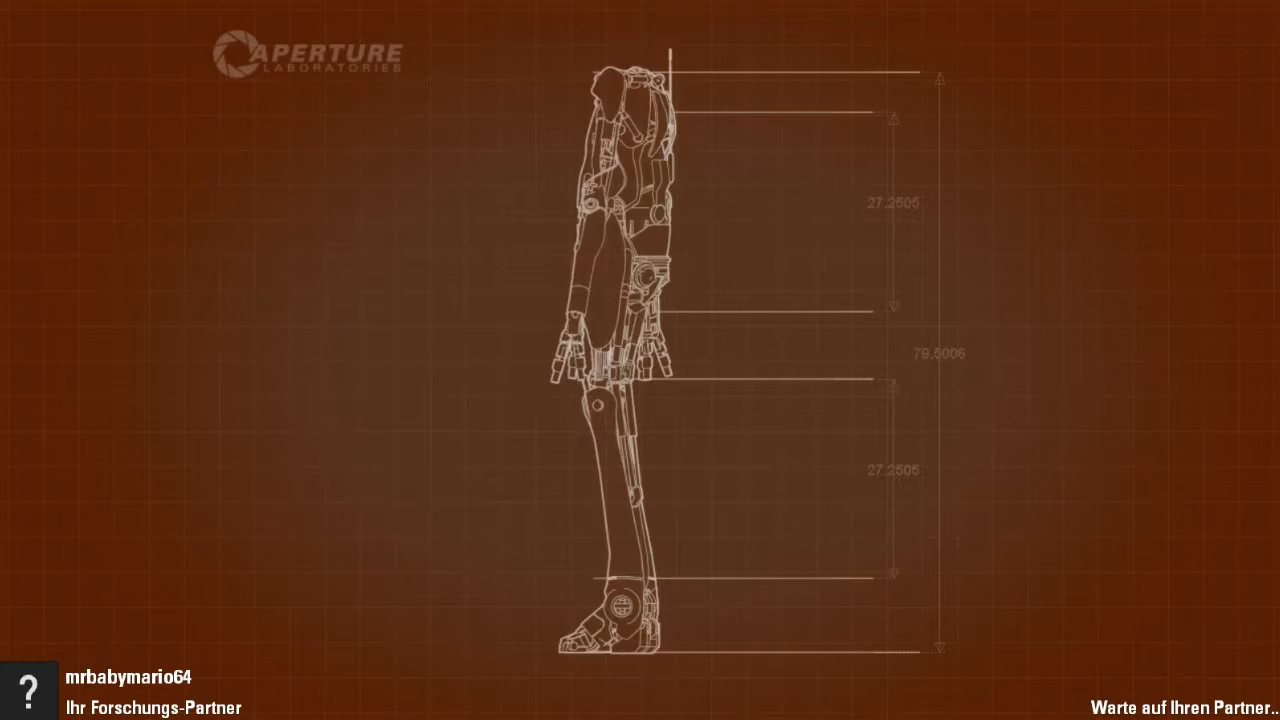 APERTURE
LABORATORIES
27.2505
79.5006
27.2505
?
mrbabymario64
Ihr Forschungs-Partner
Warte auf Ihren Partner..